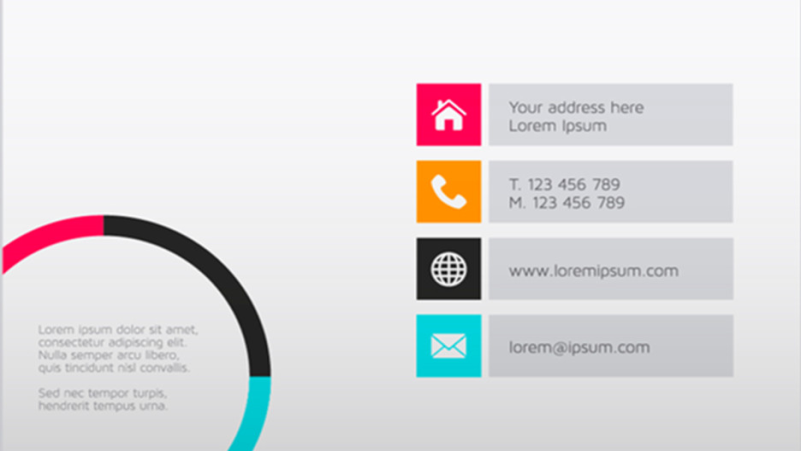 Your address here
Lorem Ipsum
T. 123 456 789
M. 123 456 789
www.loremipsum.com
lorem@ipsum.com
Lorem ipsum dolor sit amet,
consectetur adipiscing elit.
Nulla semper arcu libero,
quis tincidunt nisl convallis.
Sed nec tempor turpis,
hendrerit tempus urna.